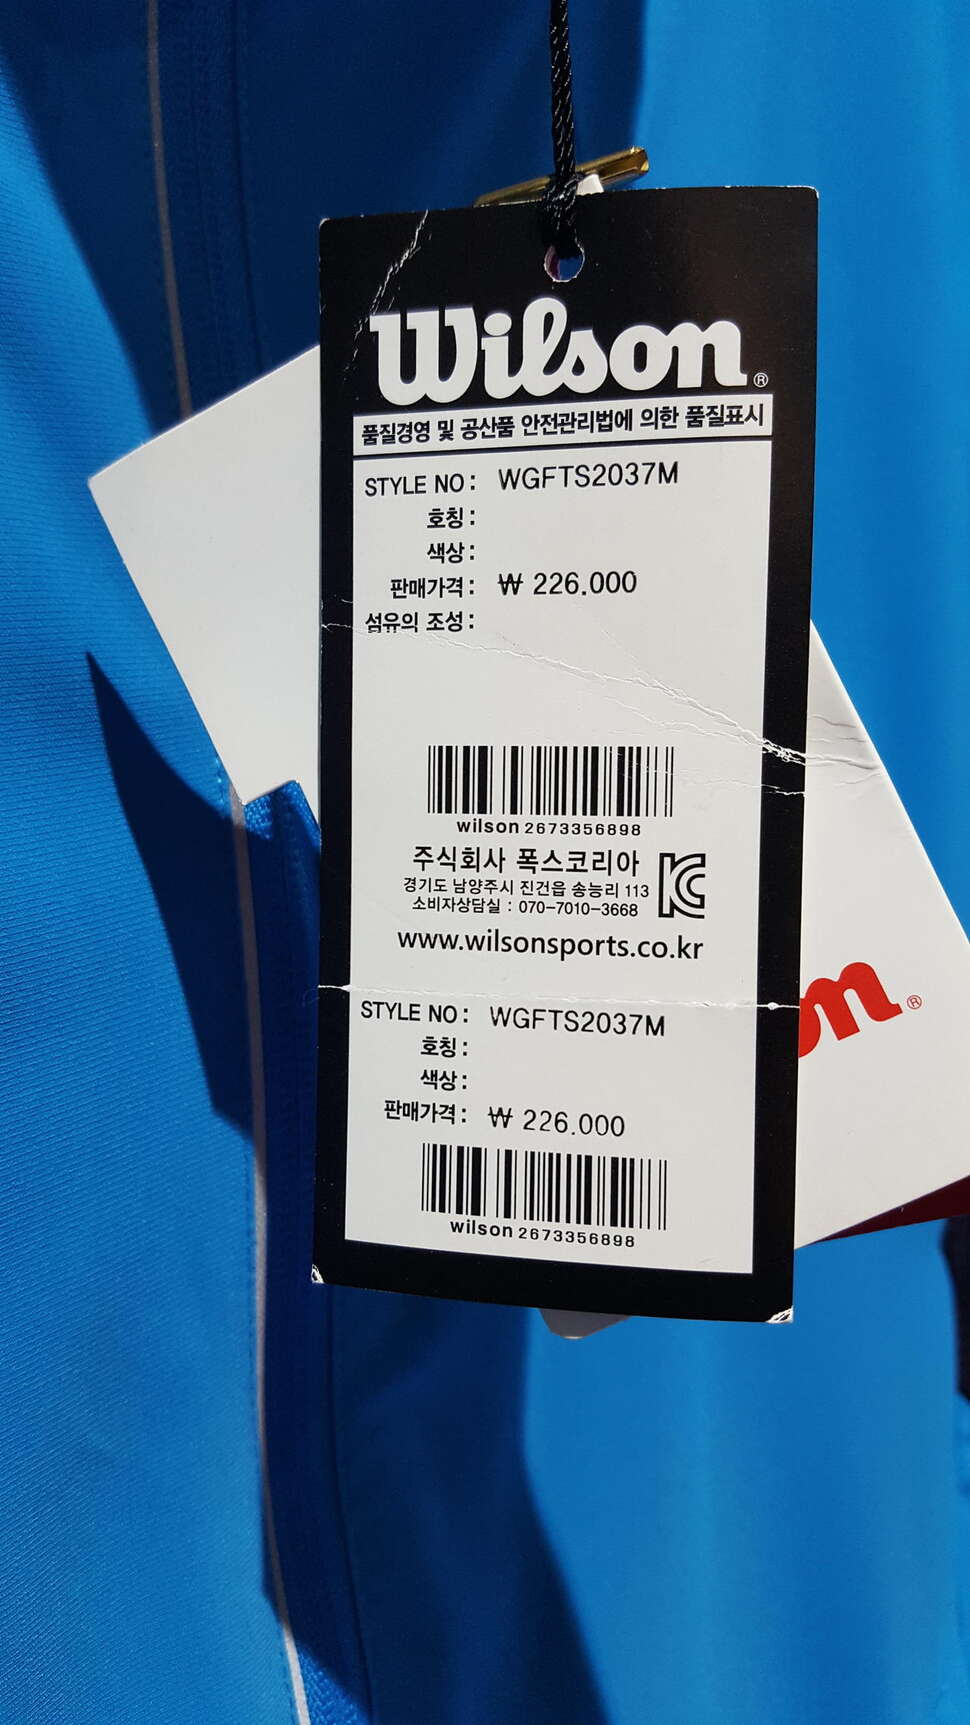 Wilson®
품질경영 및 공산품 안전관리법에 의한 품질표시
STYLE NO: WGFTS2037M
호칭:
색상:
판매가격: ₩ 226.000
섬유의 조성:
wilson 2673356898
주식회사 폭스코리아
경기도 남양주시 진건읍 송능리 113
소비자상담실 : 070-7010-3668
KC
www.wilsonsports.co.kr
STYLE NO: WGFTS2037M
호칭:
색상:
판매가격: ₩ 226.000
wilson 2673356898
on®